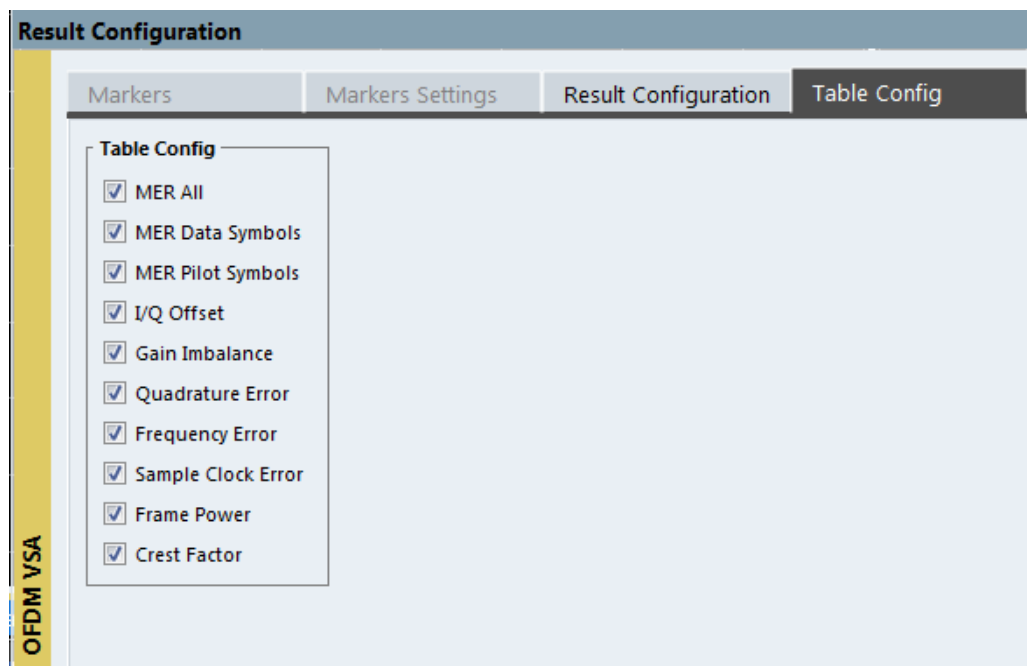 Result Configuration
Markers
Markers Settings
Result Configuration
Table Config
Table Config
MER All
MER Data Symbols
MER Pilot Symbols
I/Q Offset
Gain Imbalance
Quadrature Error
Frequency Error
Sample Clock Error
Frame Power
Crest Factor
OFDM VSA